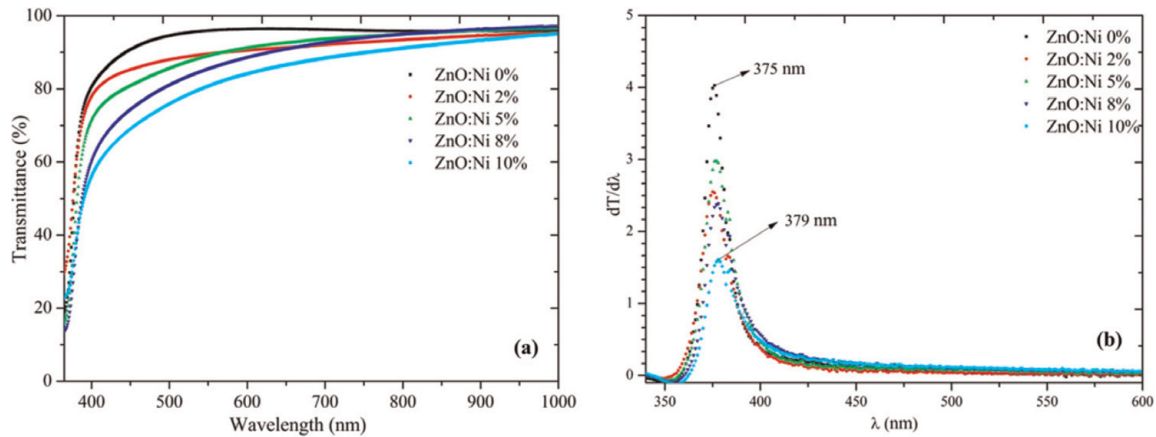 100
80
60
40
20
0
Transmittance (%)
ZnO:Ni 0%
ZnO:Ni 2%
ZnO:Ni 5%
ZnO:Ni 8%
ZnO:Ni 10%
(a)
400 500 600 700 800 900 1000
Wavelength (nm)
5
4
3
2
1
0
dT/dλ
375 nm
379 nm
ZnO:Ni 0%
ZnO:Ni 2%
ZnO:Ni 5%
ZnO:Ni 8%
ZnO:Ni 10%
(b)
350 400 450 500 550 600
λ (nm)